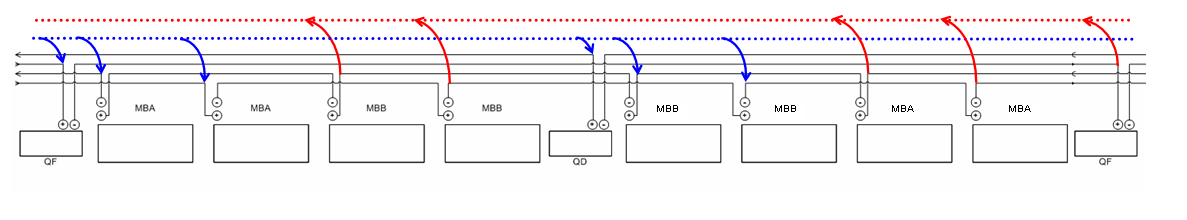 MBA MBA MBB MBB MBB MBB MBA MBA
- - - - - - - -
+ + + + + + + +
+ - + - + -
QF QD QF